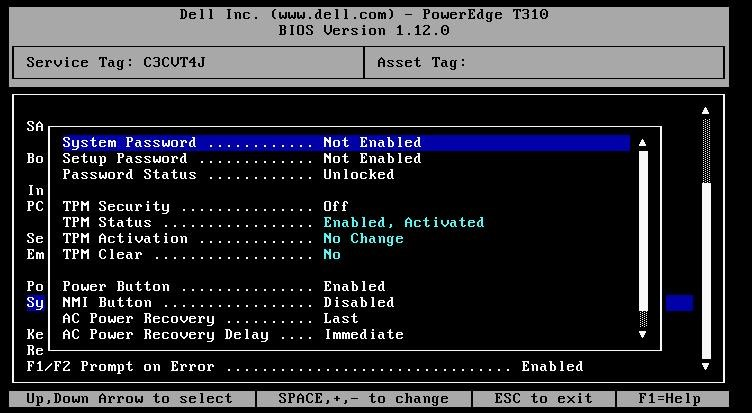 Dell Inc. (www.dell.com) - PowerEdge T310
BIOS Version 1.12.0
Service Tag: C3CVT4J Asset Tag:
SA
System Password ............ Not Enabled
Bo Setup Password ............. Not Enabled
Password Status ............ Unlocked
In
PC TPM Security ............... Off
TPM Status ................. Enabled, Activated
Se TPM Activation ............. No Change
Em TPM Clear .................. No
Po Power Button ............... Enabled
Sy NMI Button ................. Disabled
AC Power Recovery .......... Last
Ke AC Power Recovery Delay .... Immediate
Re
F1/F2 Prompt on Error ................................ Enabled
Up,Down Arrow to select SPACE,+,- to change ESC to exit F1=Help